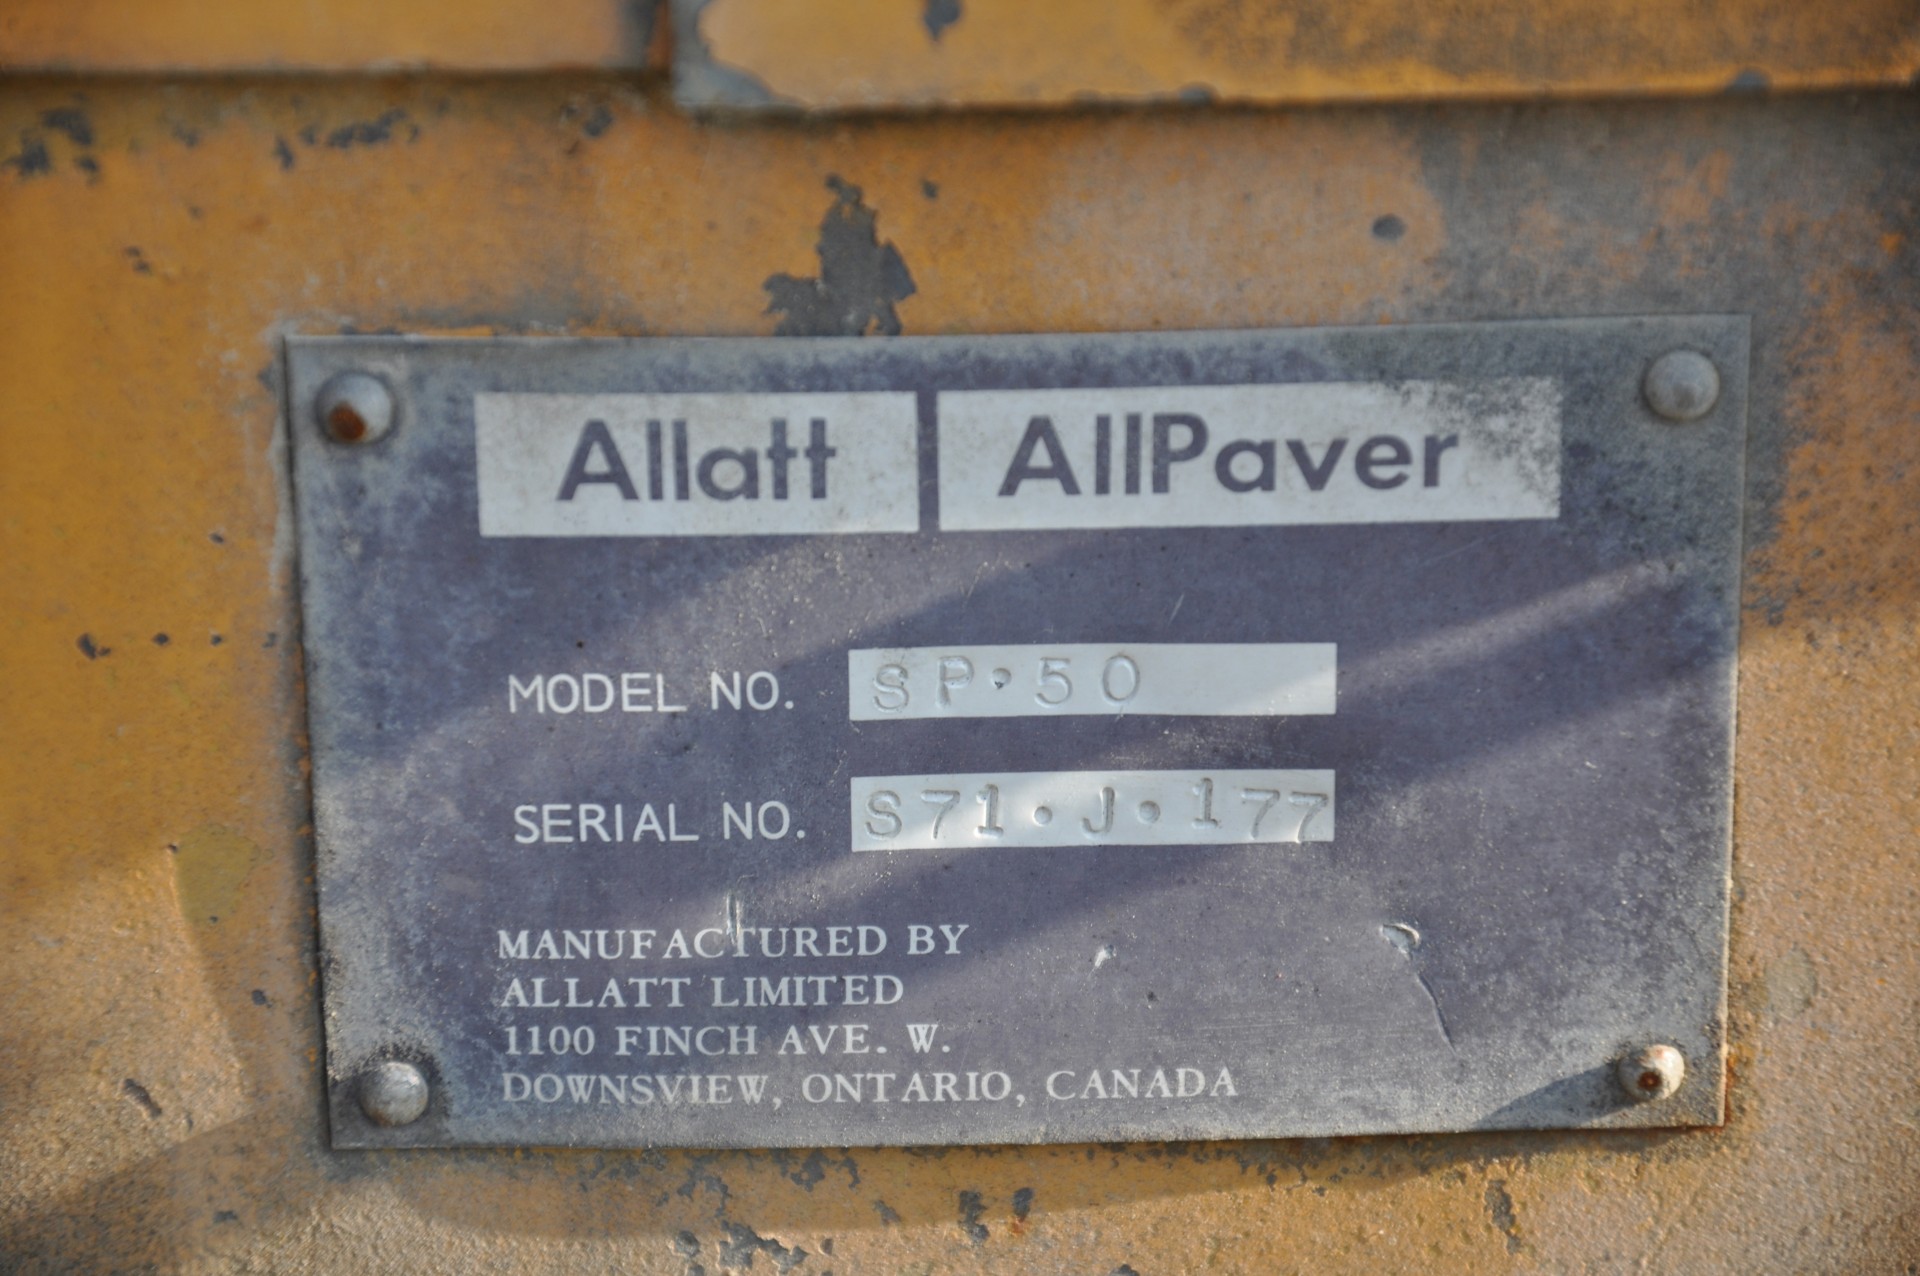 Allatt AllPaver
MODEL NO. SP·50
SERIAL NO. S71·J·177
MANUFACTURED BY
ALLATT LIMITED
1100 FINCH AVE. W.
DOWNSVIEW, ONTARIO, CANADA